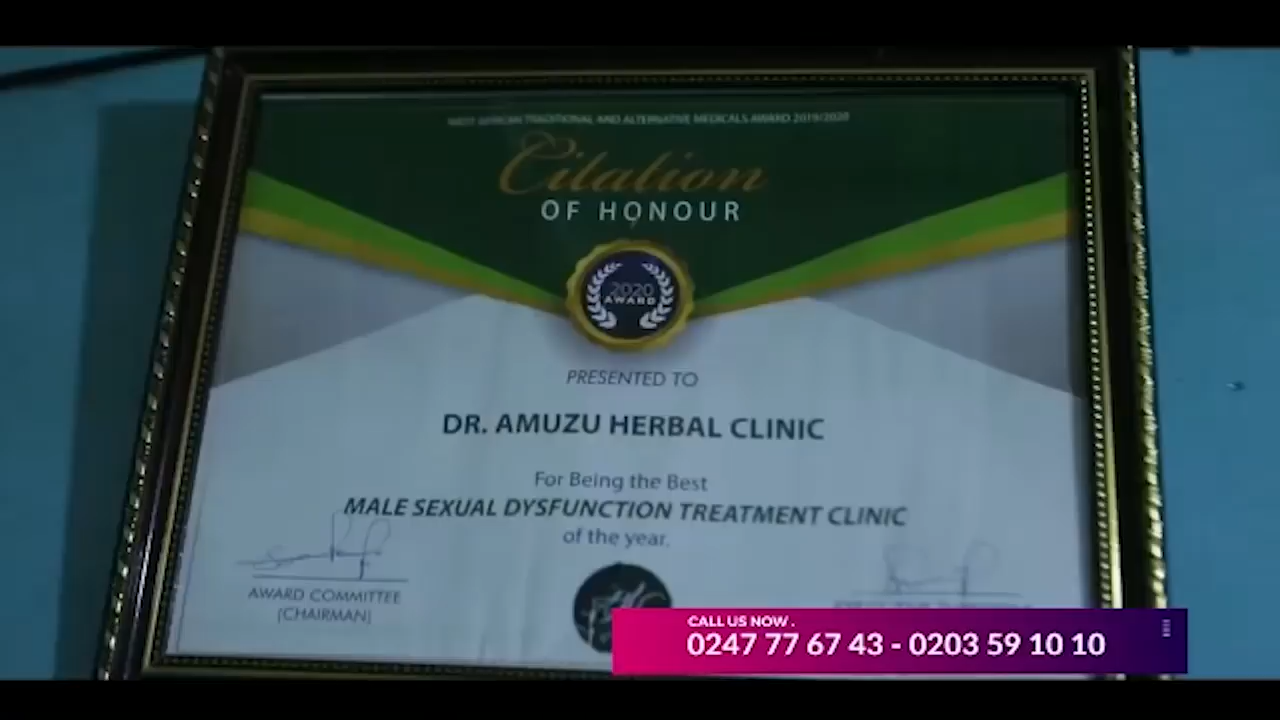 WEST AFRICAN TRADITIONAL AND ALTERNATIVE MEDICALS AWARD 2019/2020
Citation
OF HONOUR
2020
AWARD
PRESENTED TO
DR. AMUZU HERBAL CLINIC
For Being the Best
MALE SEXUAL DYSFUNCTION TREATMENT CLINIC
of the year.
AWARD COMMITTEE
(CHAIRMAN)
CALL US NOW .
0247 77 67 43 - 0203 59 10 10